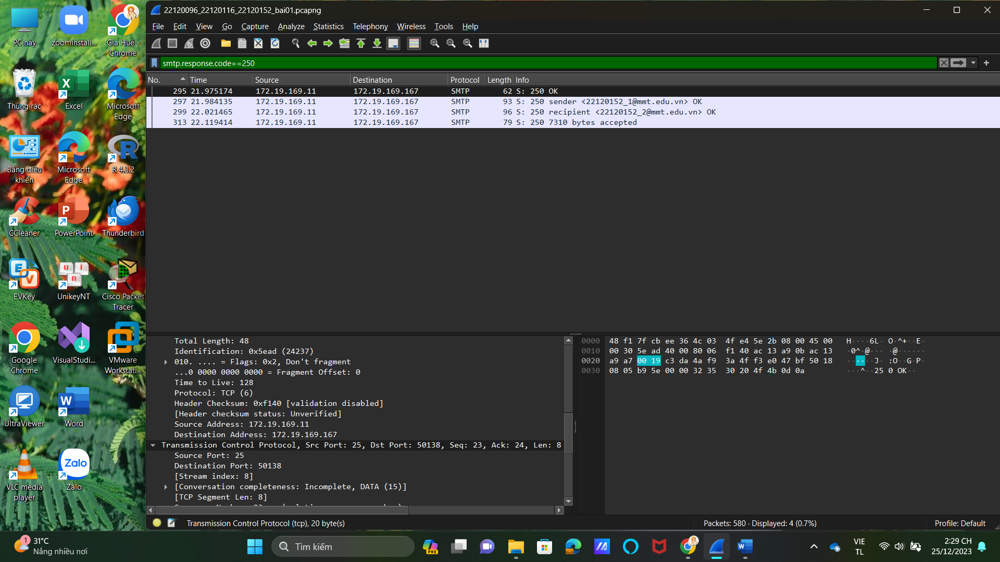 PC này
zoominstall...
Gia Huệ -
Chrome
Thùng rác
Excel
Microsoft
Edge
Bảng điều
khiển
Microsoft
Edge
R 4.3.2
CCleaner
PowerPoint
Thunderbird
EVKey
UnikeyNT
Cisco Packet
Tracer
Google
Chrome
VisualStudi...
VMware
Workstati...
UltraViewer
Word
VLC media
player
Zalo
22120096_22120116_22120152_bai01.pcapng
File Edit View Go Capture Analyze Statistics Telephony Wireless Tools Help
smtp.response.code==250
No. Time Source Destination Protocol Length Info
295 21.975174 172.19.169.11 172.19.169.167 SMTP 62 S: 250 OK
297 21.984135 172.19.169.11 172.19.169.167 SMTP 93 S: 250 sender <22120152_1@mmt.edu.vn> OK
299 22.021465 172.19.169.11 172.19.169.167 SMTP 96 S: 250 recipient <22120152_2@mmt.edu.vn> OK
313 22.119414 172.19.169.11 172.19.169.167 SMTP 79 S: 250 7310 bytes accepted
Total Length: 48
Identification: 0x5ead (24237)
010. .... = Flags: 0x2, Don't fragment
...0 0000 0000 0000 = Fragment Offset: 0
Time to Live: 128
Protocol: TCP (6)
Header Checksum: 0xf140 [validation disabled]
[Header checksum status: Unverified]
Source Address: 172.19.169.11
Destination Address: 172.19.169.167
Transmission Control Protocol, Src Port: 25, Dst Port: 50138, Seq: 23, Ack: 24, Len: 8
Source Port: 25
Destination Port: 50138
[Stream index: 8]
[Conversation completeness: Incomplete, DATA (15)]
[TCP Segment Len: 8]
0000 48 f1 7f cb ee 36 4c 03 4f e4 5e 2b 08 00 45 00 H····6L· O·^+··E·
0010 00 30 5e ad 40 00 80 06 f1 40 ac 13 a9 0b ac 13 ·0^·@··· ·@······
0020 a9 a7 00 19 c3 da 4a f9 3a 4f f3 e0 47 bf 50 18 ······J· :O··G·P·
0030 08 05 b9 5e 00 00 32 35 30 20 4f 4b 0d 0a ···^··25 0 OK··
Transmission Control Protocol (tcp), 20 byte(s)
Packets: 580 · Displayed: 4 (0.7%)
Profile: Default
1
31°C
Nắng nhiều nơi
Tìm kiếm
PRE
VIE
TL
2:29 CH
25/12/2023